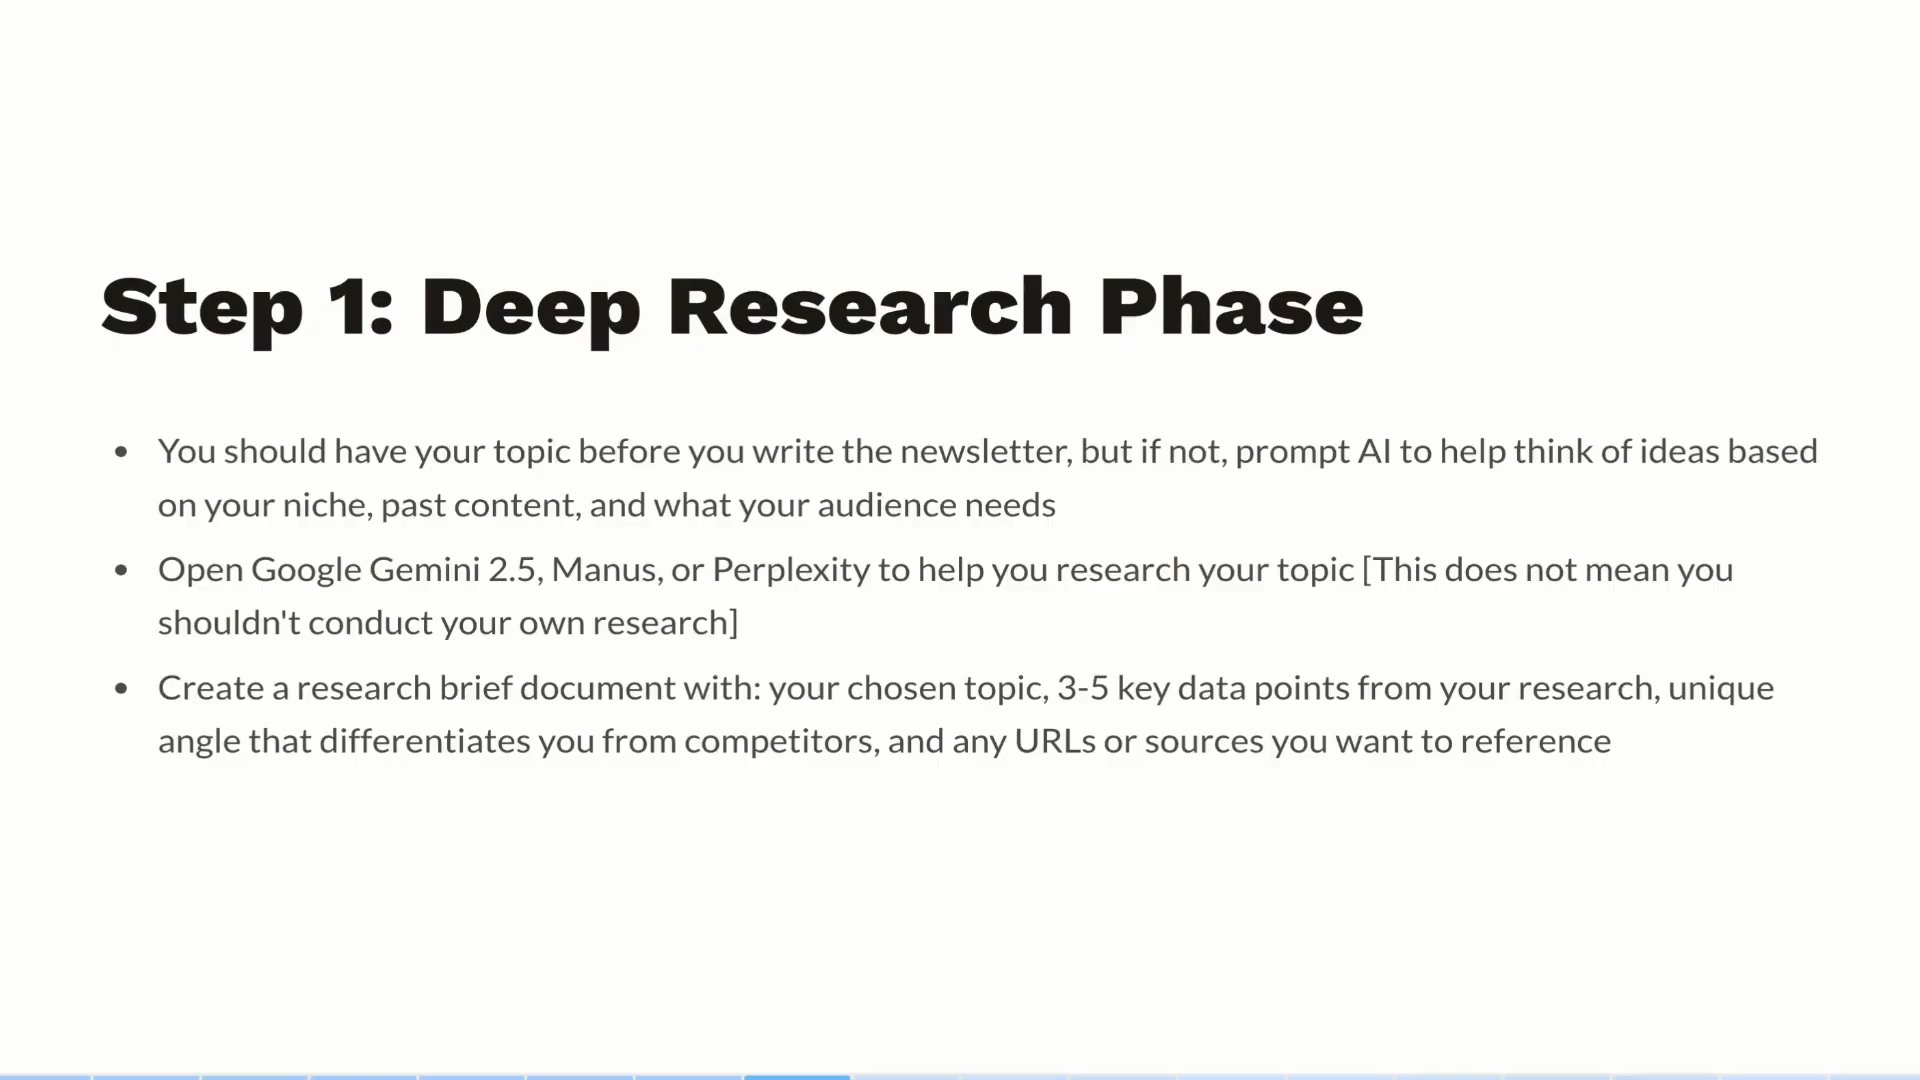 Step 1: Deep Research Phase
• You should have your topic before you write the newsletter, but if not, prompt AI to help think of ideas based
on your niche, past content, and what your audience needs
• Open Google Gemini 2.5, Manus, or Perplexity to help you research your topic [This does not mean you
shouldn't conduct your own research]
• Create a research brief document with: your chosen topic, 3-5 key data points from your research, unique
angle that differentiates you from competitors, and any URLs or sources you want to reference